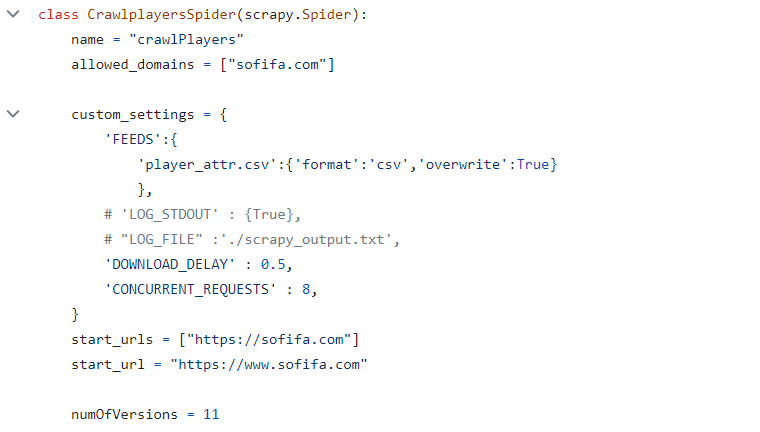 class CrawlplayersSpider(scrapy.Spider):
    name = "crawlPlayers"
    allowed_domains = ["sofifa.com"]

    custom_settings = {
        'FEEDS':{
            'player_attr.csv':{'format':'csv','overwrite':True}
            },
        # 'LOG_STDOUT' : {True},
        # "LOG_FILE" :'./scrapy_output.txt',
        'DOWNLOAD_DELAY' : 0.5,
        'CONCURRENT_REQUESTS' : 8,
    }
    start_urls = ["https://sofifa.com"]
    start_url = "https://www.sofifa.com"

    numOfVersions = 11